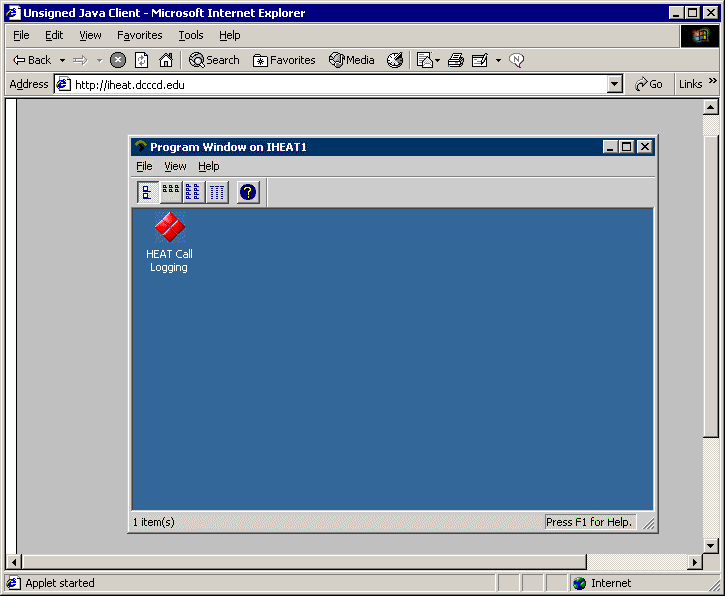 Unsigned Java Client - Microsoft Internet Explorer
File Edit View Favorites Tools Help
Back Search Favorites Media
Address http://iheat.dcccd.edu Go Links »
Program Window on IHEAT1
File View Help
?
HEAT Call
Logging
1 item(s) Press F1 for Help.
Applet started Internet